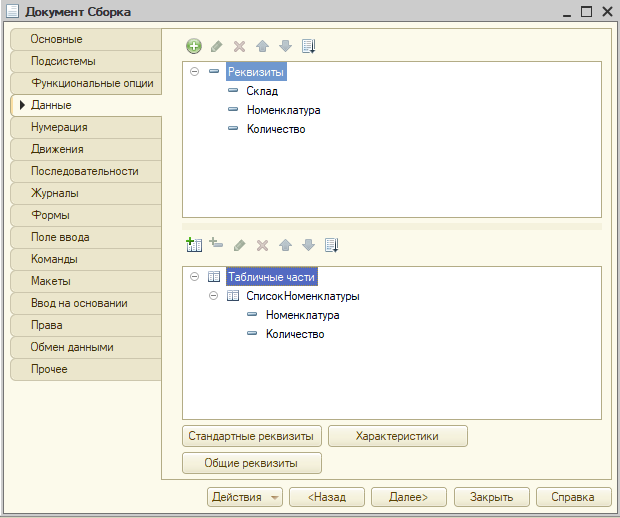 Документ Сборка
Основные
Подсистемы
Функциональные опции
Данные
Нумерация
Движения
Последовательности
Журналы
Формы
Поле ввода
Команды
Макеты
Ввод на основании
Права
Обмен данными
Прочее
Реквизиты
Склад
Номенклатура
Количество
Табличные части
СписокНоменклатуры
Номенклатура
Количество
Стандартные реквизиты
Характеристики
Общие реквизиты
Действия
<Назад
Далее>
Закрыть
Справка